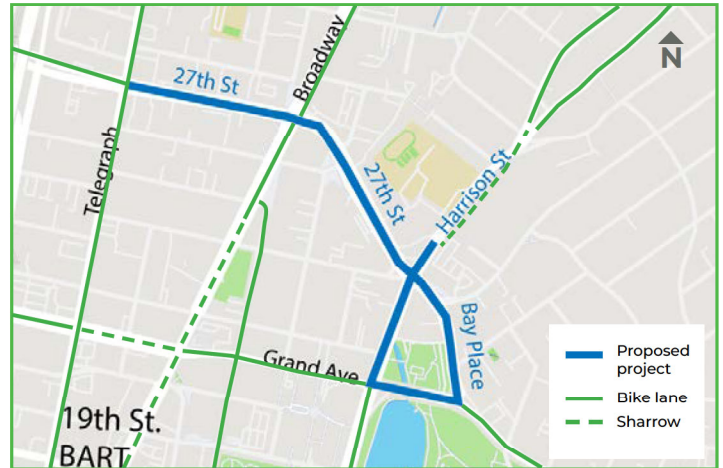 27th St
Broadway
N
Telegraph
27th St
Harrison St
Bay Place
Grand Ave
19th St.
BART
Proposed
project
Bike lane
Sharrow